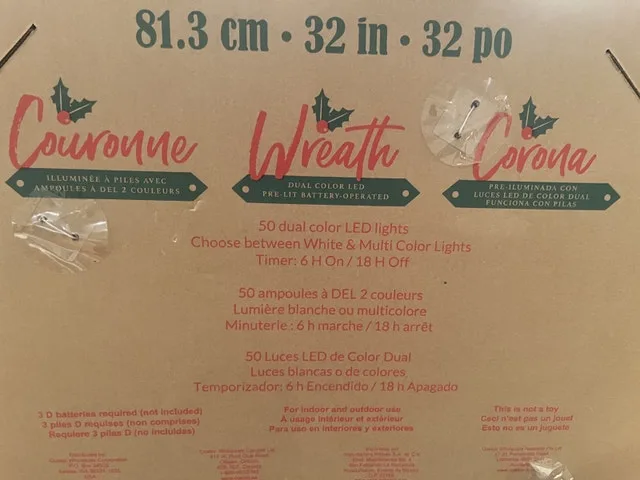 81.3 cm • 32 in • 32 po
Couronne
ILLUMINÉE À PILES AVEC
AMPOULES À DEL 2 COULEURS
Wreath
DUAL COLOR LED
PRE-LIT BATTERY-OPERATED
Corona
PRE-ILUMINADA CON
LUCES LED DE COLOR DUAL
FUNCIONA CON PILAS
50 dual color LED lights
Choose between White & Multi Color Lights
Timer: 6 H On / 18 H Off
50 ampoules à DEL 2 couleurs
Lumière blanche ou multicolore
Minuterie : 6 h marche / 18 h arrêt
50 Luces LED de Color Dual
Luces blancas o de colores
Temporizador: 6 h Encendido / 18 h Apagado
3 D batteries required (not included)
3 piles D requises (non comprises)
Requiere 3 pilas D (no incluidas)
For indoor and outdoor use
À usage intérieur et extérieur
Para uso en interiores y exteriores
This is not a toy
Ceci n'est pas un jouet
Este no es un juguete